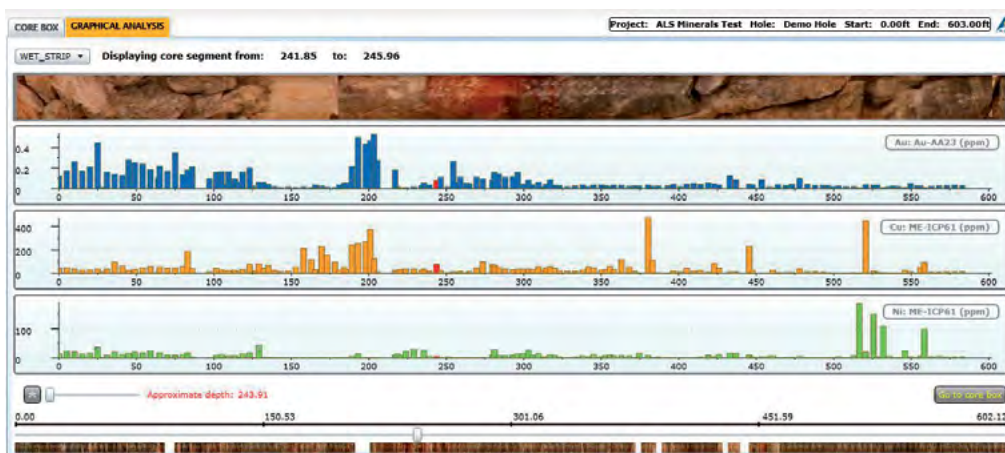 CORE BOX GRAPHICAL ANALYSIS Project: ALS Minerals Test Hole: Demo Hole Start: 0.00ft End: 603.00ft
WET_STRIP Displaying core segment from: 241.85 to: 245.96
Au: Au-AA23 (ppm)
0.4
0.2
0
0 50 100 150 200 250 300 350 400 450 500 550 600
Cu: ME-ICP61 (ppm)
400
200
0
0 50 100 150 200 250 300 350 400 450 500 550 600
Ni: ME-ICP61 (ppm)
100
0
0 50 100 150 200 250 300 350 400 450 500 550 600
Approximate depth: 243.91 Go to core box
0.00 150.53 301.06 451.59 602.12